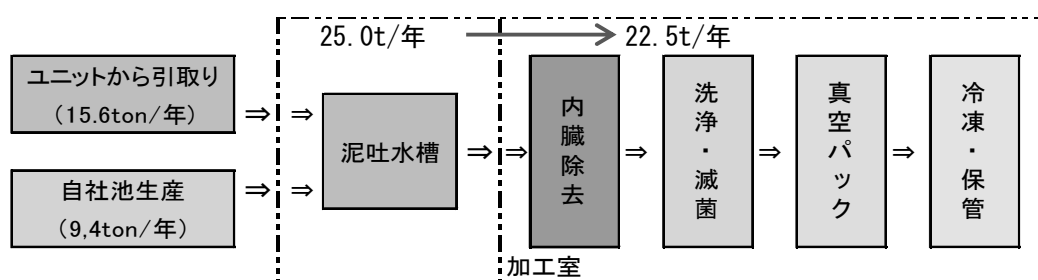 25.0t/年
22.5t/年
ユニットから引取り
(15.6ton/年)
⇒ ⇒
自社池生産
(9,4ton/年)
⇒ ⇒
泥吐水槽
⇒ ⇒
内臓除去
⇒
洗浄・滅菌
⇒
真空パック
⇒
冷凍・保管
加工室